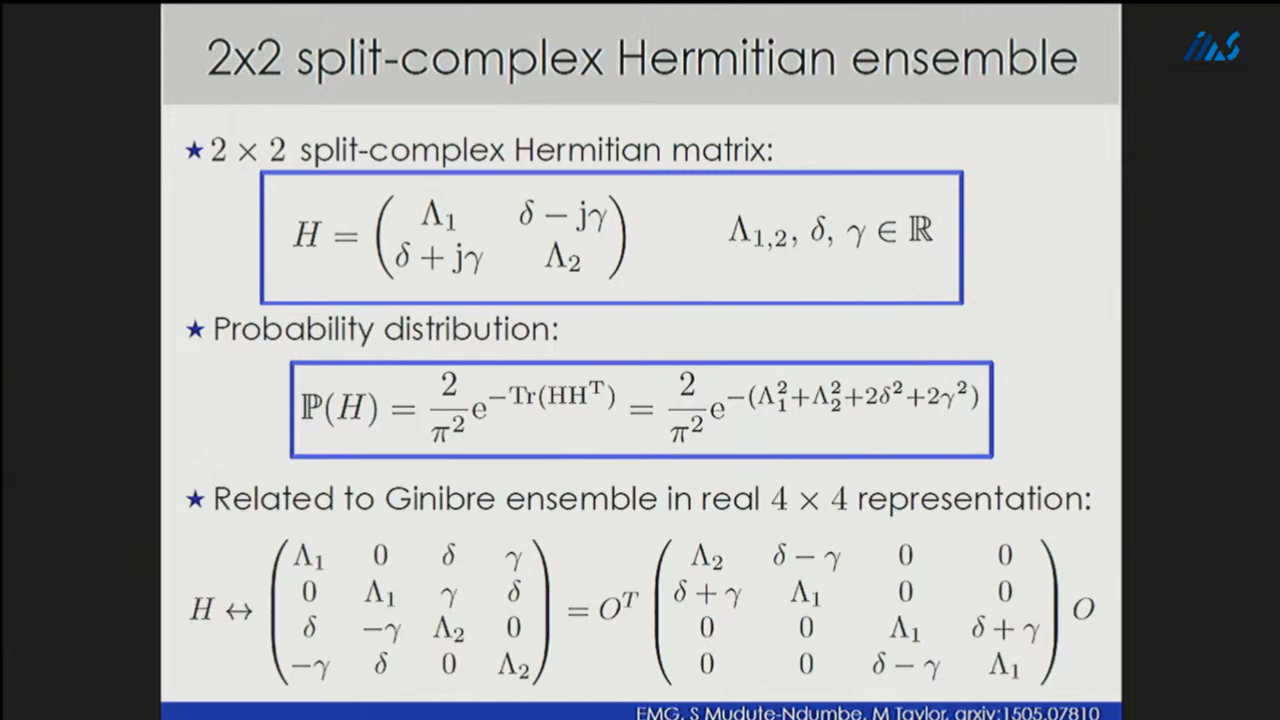 2x2 split-complex Hermitian ensemble
IMS
★ 2 × 2 split-complex Hermitian matrix:
H = ( Λ₁ δ − jγ ; δ + jγ Λ₂ ) Λ₁,₂, δ, γ ∈ ℝ
★ Probability distribution:
ℙ(H) = 2/π² e^{−Tr(HHᵀ)} = 2/π² e^{−(Λ₁²+Λ₂²+2δ²+2γ²)}
★ Related to Ginibre ensemble in real 4 × 4 representation:
H ↔ ( Λ₁ 0 δ γ ; 0 Λ₁ γ δ ; δ −γ Λ₂ 0 ; −γ δ 0 Λ₂ ) = Oᵀ ( Λ₂ δ − γ 0 0 ; δ + γ Λ₁ 0 0 ; 0 0 Λ₁ δ + γ ; 0 0 δ − γ Λ₁ ) O
EMG, S Mudute-Ndumbe, M Taylor, arxiv:1505.07810